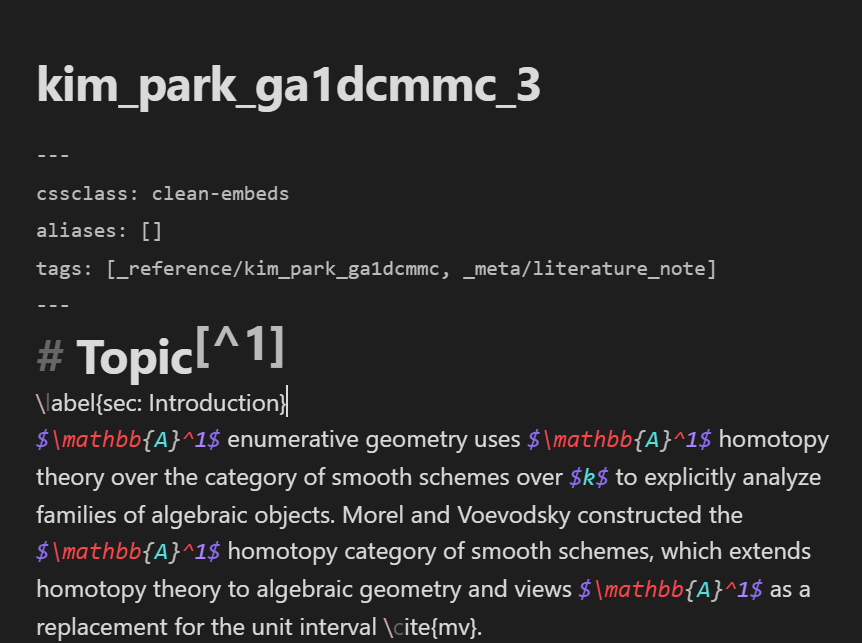 kim_park_ga1dcmmc_3
---
cssclass: clean-embeds
aliases: []
tags: [_reference/kim_park_ga1dcmmc, _meta/literature_note]
---
# Topic[^1]
\label{sec: Introduction}
$\mathbb{A}^1$ enumerative geometry uses $\mathbb{A}^1$ homotopy
theory over the category of smooth schemes over $k$ to explicitly analyze
families of algebraic objects. Morel and Voevodsky constructed the
$\mathbb{A}^1$ homotopy category of smooth schemes, which extends
homotopy theory to algebraic geometry and views $\mathbb{A}^1$ as a
replacement for the unit interval \cite{mv}.